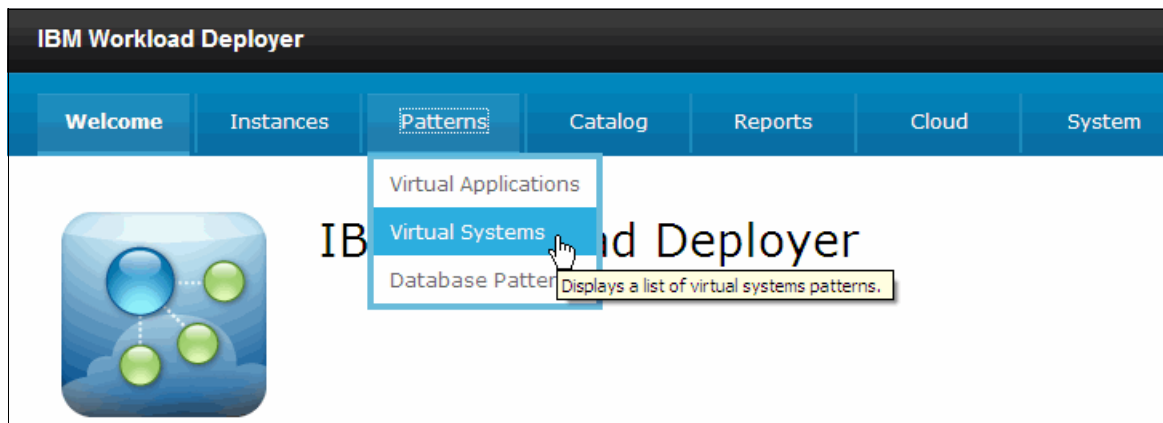 IBM Workload Deployer
Welcome Instances Patterns Catalog Reports Cloud System
Virtual Applications
IB ad Deployer
Virtual Systems
Database Patter
Displays a list of virtual systems patterns.